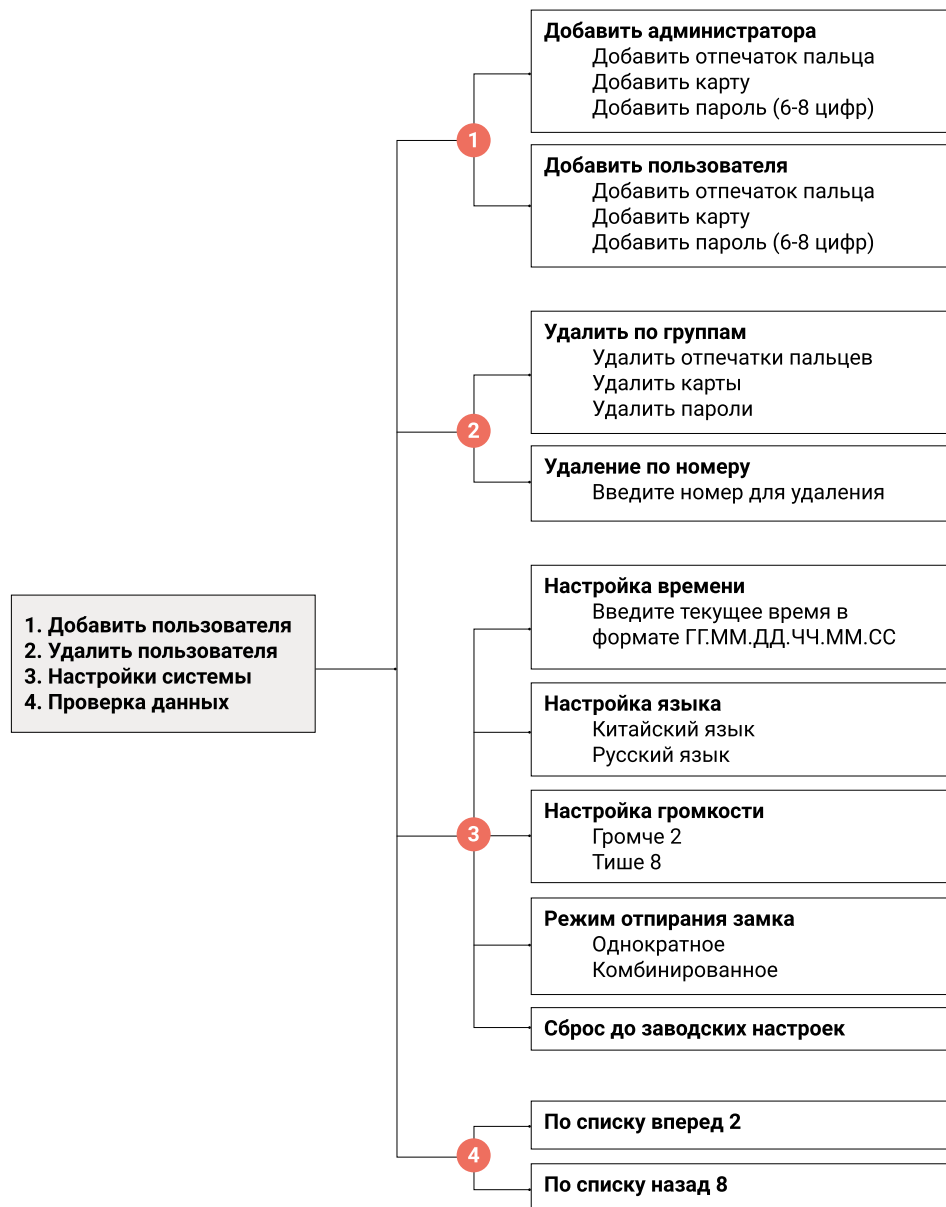 Добавить администратора
Добавить отпечаток пальца
Добавить карту
Добавить пароль (6-8 цифр)
1
Добавить пользователя
Добавить отпечаток пальца
Добавить карту
Добавить пароль (6-8 цифр)
Удалить по группам
Удалить отпечатки пальцев
Удалить карты
Удалить пароли
2
Удаление по номеру
Введите номер для удаления
1. Добавить пользователя
2. Удалить пользователя
3. Настройки системы
4. Проверка данных
Настройка времени
Введите текущее время в
формате ГГ.ММ.ДД.ЧЧ.ММ.СС
Настройка языка
Китайский язык
Русский язык
Настройка громкости
Громче 2
Тише 8
3
Режим отпирания замка
Однократное
Комбинированное
Сброс до заводских настроек
По списку вперед 2
4
По списку назад 8